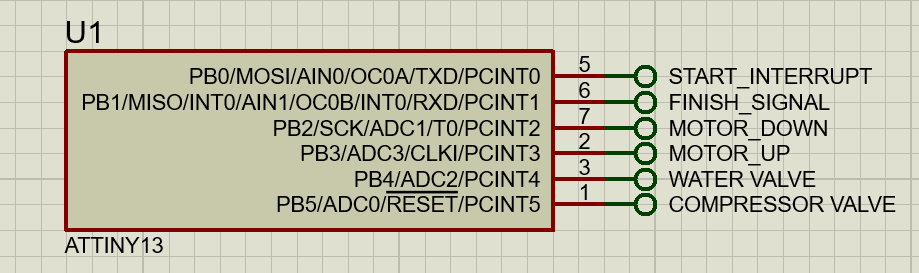 U1
PB0/MOSI/AIN0/OC0A/TXD/PCINT0 5 START_INTERRUPT
PB1/MISO/INT0/AIN1/OC0B/INT0/RXD/PCINT1 6 FINISH_SIGNAL
PB2/SCK/ADC1/T0/PCINT2 7 MOTOR_DOWN
PB3/ADC3/CLKI/PCINT3 2 MOTOR_UP
PB4/ADC2/PCINT4 3 WATER VALVE
PB5/ADC0/RESET/PCINT5 1 COMPRESSOR VALVE
ATTINY13